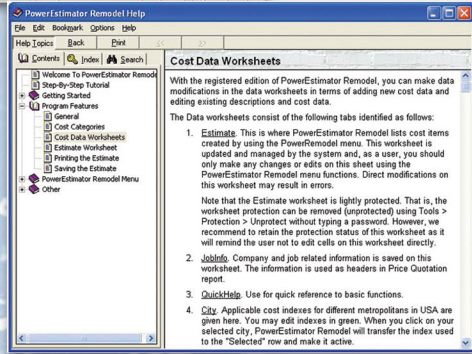 PowerEstimator Remodel Help
File Edit Bookmark Options Help
Help Topics Back Print << >>
Contents Index Search
Welcome To PowerEstimator Remode
Step-By-Step Tutorial
Getting Started
Program Features
General
Cost Categories
Cost Data Worksheets
Estimate Worksheet
Printing the Estimate
Saving the Estimate
PowerEstimator Remodel Menu
Other
Cost Data Worksheets
With the registered edition of PowerEstimator Remodel, you can make data
modifications in the data worksheets in terms of adding new cost data and
editing existing descriptions and cost data.
The Data worksheets consist of the following tabs identified as follows:
1. Estimate. This is where PowerEstimator Remodel lists cost items
created by using the PowerRemodel menu. This worksheet is
updated and managed by the system and, as a user, you should
only make any changes or edits on this sheet using the
PowerEstimator Remodel menu functions. Direct modifications on
this worksheet may result in errors.
Note that the Estimate worksheet is lightly protected. That is, the
worksheet protection can be removed (unprotected) using Tools >
Protection > Unprotect without typing a password. However, we
recommend to retain the protection status of this worksheet as it
will remind the user not to edit cells on this worksheet directly.
2. JobInfo. Company and job related information is saved on this
worksheet. The information is used as headers in Price Quotation
report.
3. QuickHelp. Use for quick reference to basic functions.
4. City. Applicable cost indexes for different metropolitans in USA are
given here. You may edit indexes in green. When you click on your
selected city, PowerEstimator Remodel will transfer the index used
to the "Selected" row and make it active.